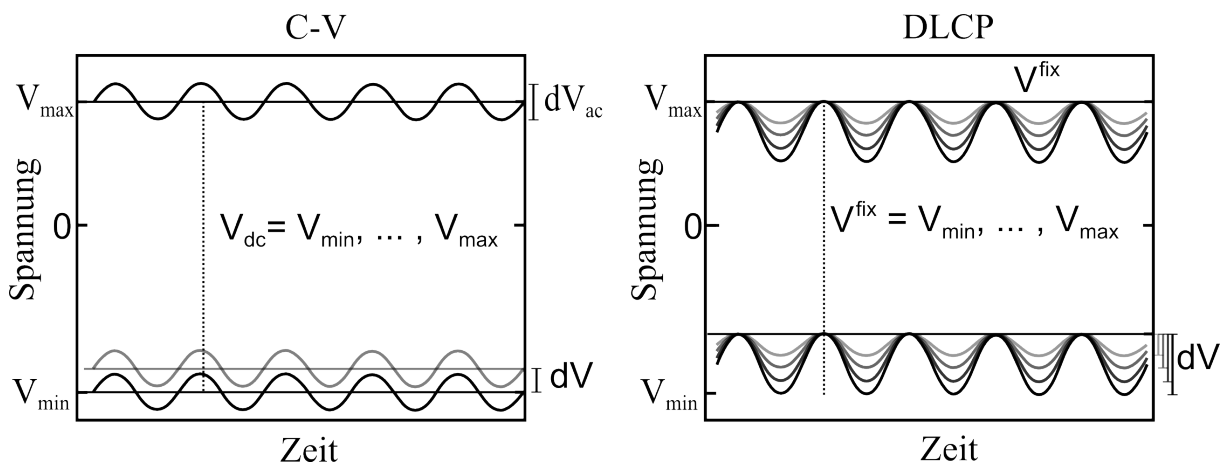 C-V
V_max
dV_ac
Spannung
0
V_dc = V_min, ... , V_max
dV
V_min
Zeit
DLCP
V^fix
V_max
Spannung
0
V^fix = V_min, ... , V_max
dV
V_min
Zeit